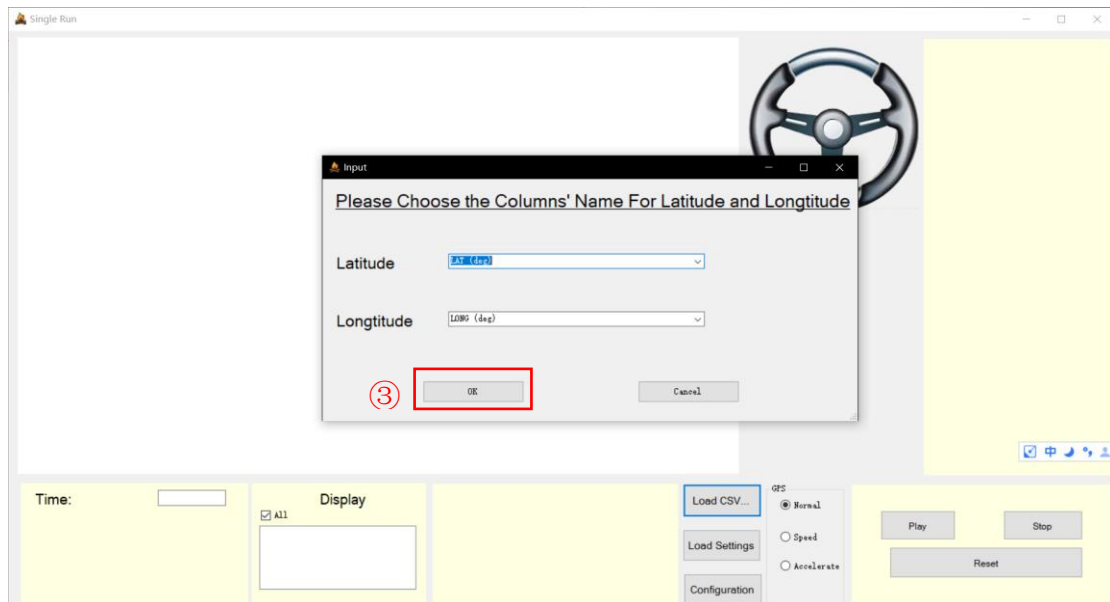 Single Run
Input
Please Choose the Columns' Name For Latitude and Longtitude
Latitude
LAT (deg)
Longtitude
LONG (deg)
③
OK
Cancel
中
Time:
Display
All
Load CSV...
Load Settings
Configuration
GPS
Normal
Speed
Accelerate
Play
Stop
Reset